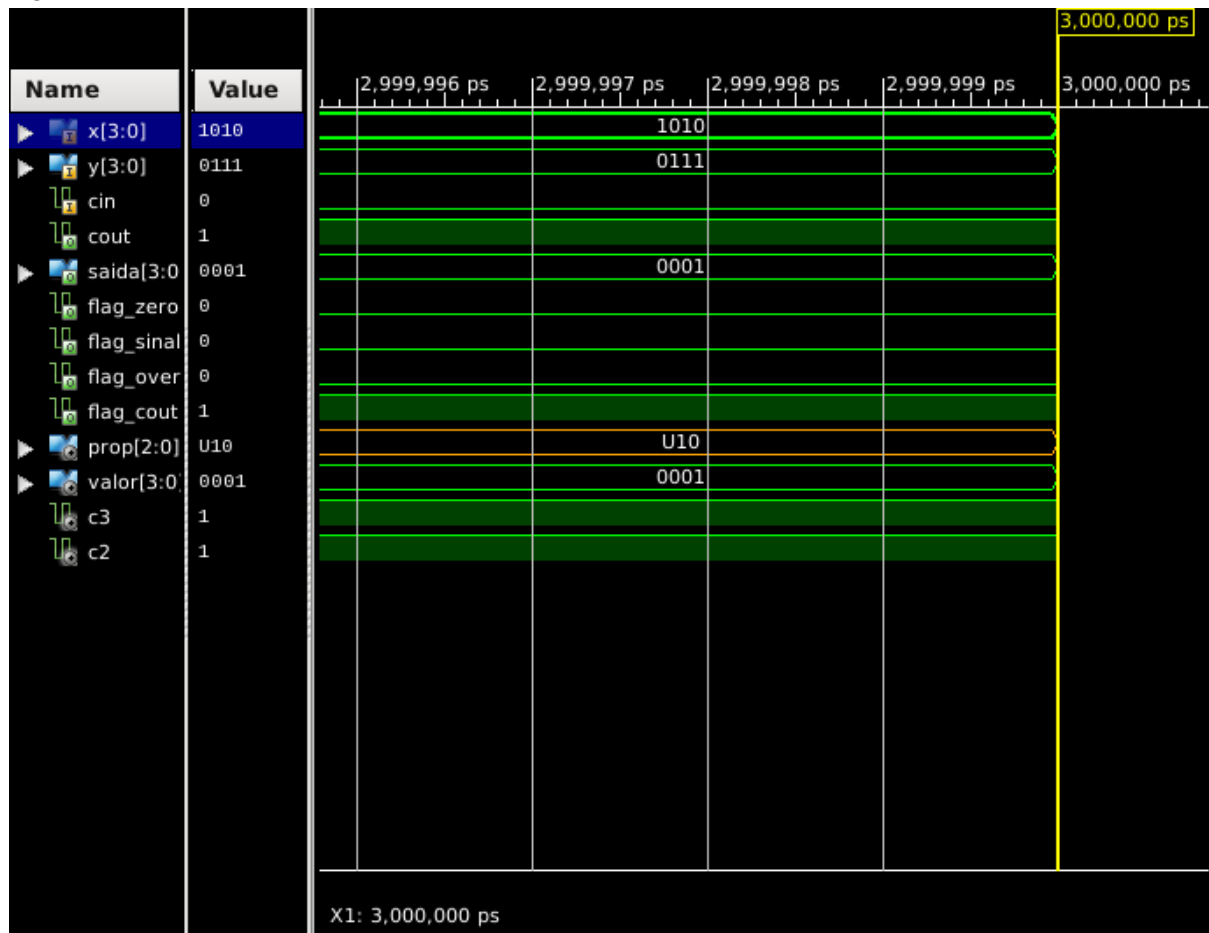 3,000,000 ps
Name Value 2,999,996 ps 2,999,997 ps 2,999,998 ps 2,999,999 ps 3,000,000 ps
x[3:0] 1010 1010
y[3:0] 0111 0111
cin 0
cout 1
saida[3:0 0001 0001
flag_zero 0
flag_sinal 0
flag_over 0
flag_cout 1
prop[2:0] U10 U10
valor[3:0] 0001 0001
c3 1
c2 1
X1: 3,000,000 ps